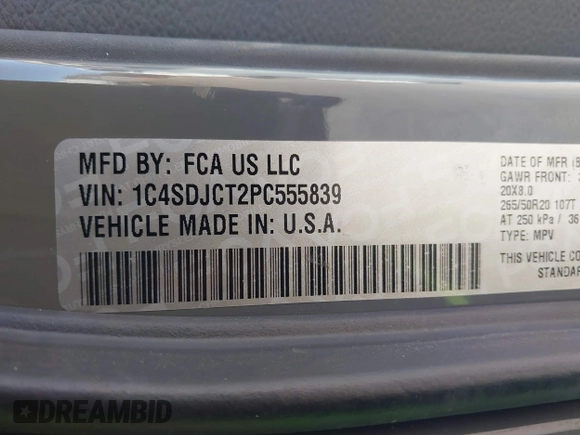 MFD BY: FCA US LLC
VIN: 1C4SDJCT2PC555839
VEHICLE MADE IN: U.S.A.
DATE OF MFR
GAWR FRONT:
20X8.0
265/50R20 107T
AT 250 kPa / 36
TYPE: MPV
THIS VEHICLE CO
STANDAR
DREAMBID